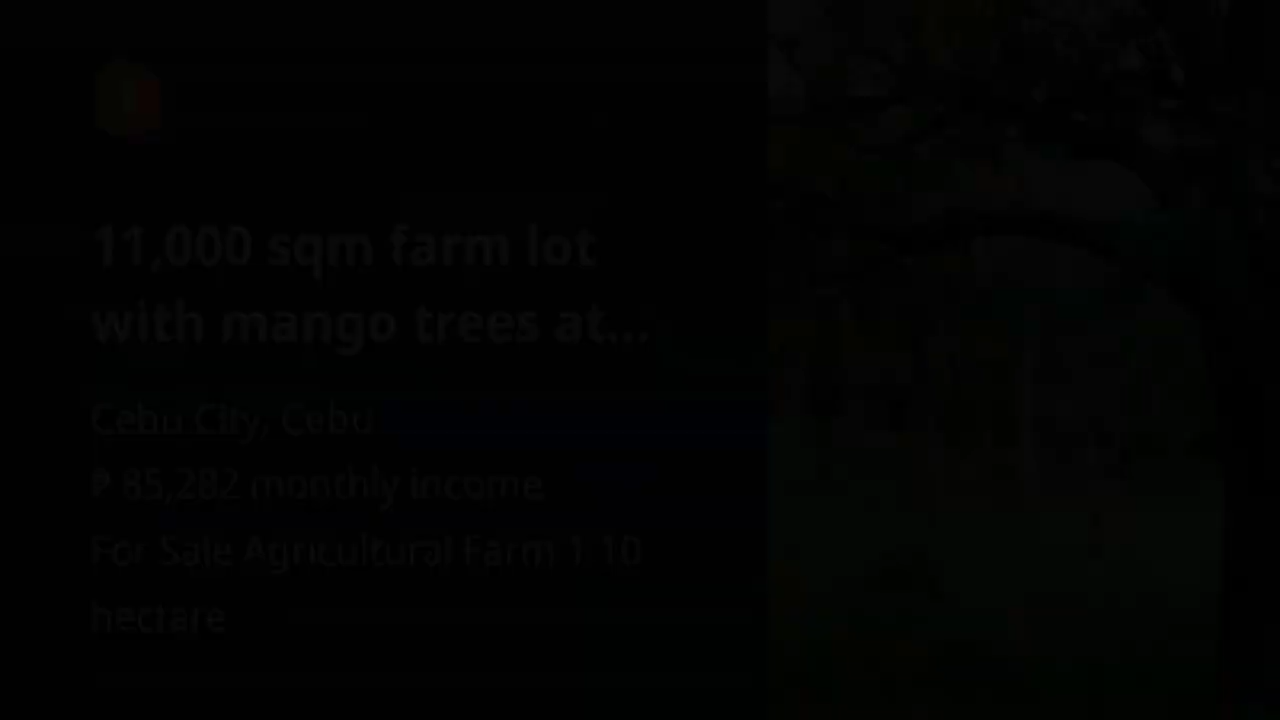 11,000 sqm farm lot
with mango trees at...
Cebu City, Cebu
₱ 85,282 monthly income
For Sale Agricultural Farm 1.10
hectare